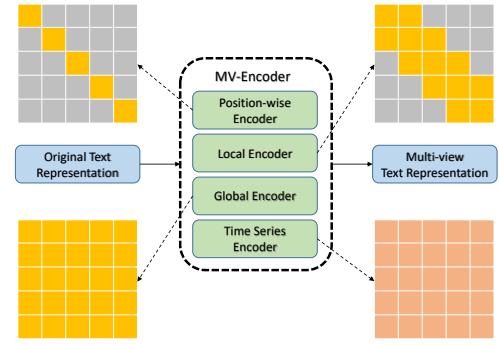 MV-Encoder
Position-wise
Encoder
Original Text
Representation
Local Encoder
Multi-view
Text Representation
Global Encoder
Time Series
Encoder